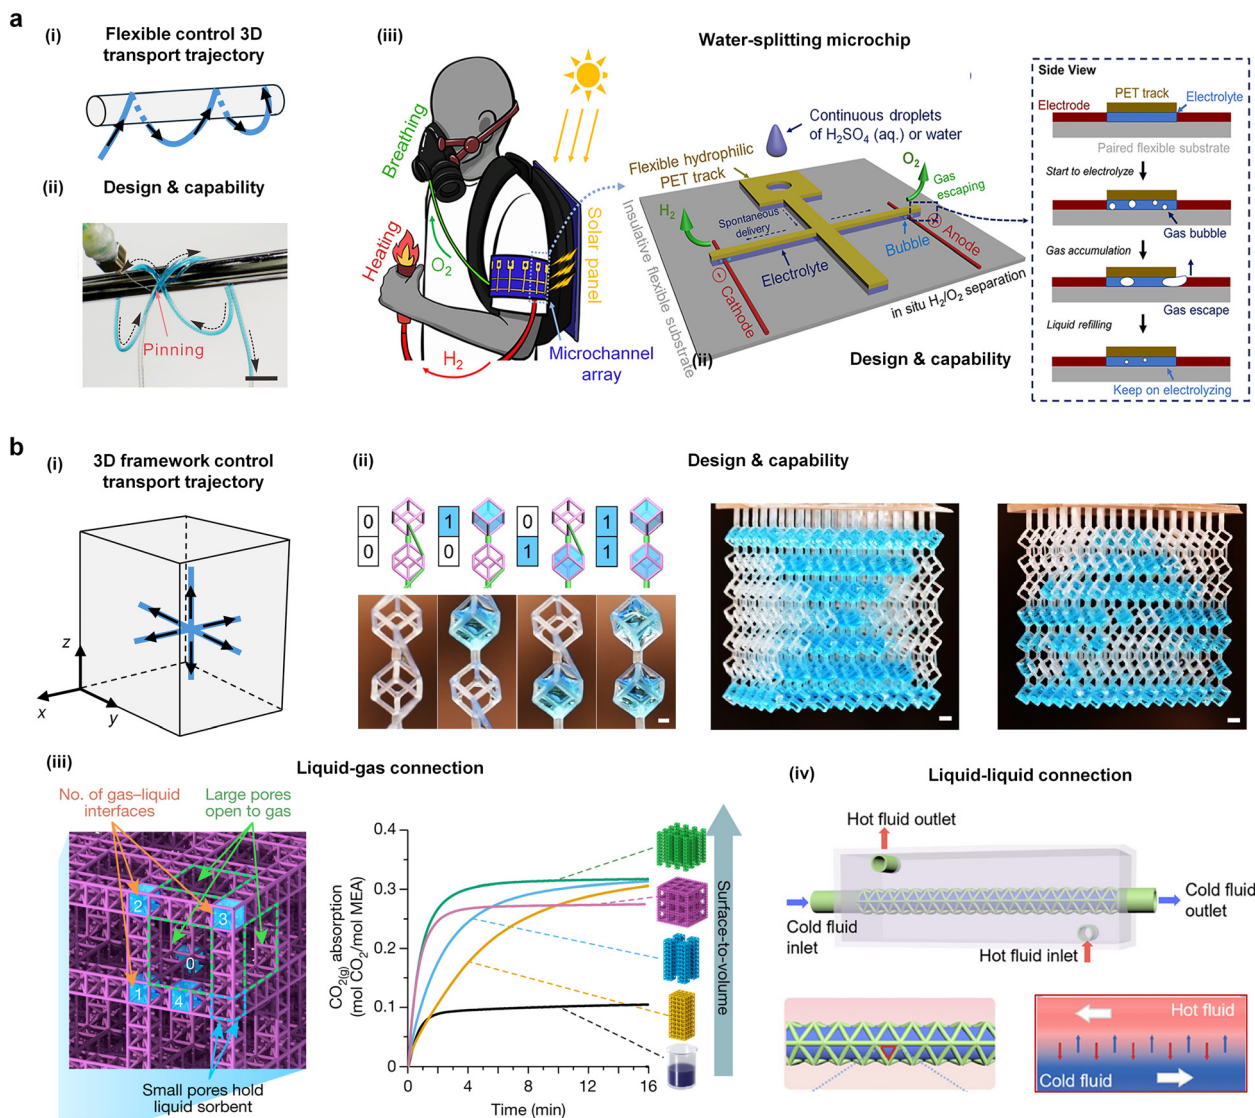 a
(i)
Flexible control 3D
transport trajectory
(ii)
Design & capability
Pinning
(iii)
Water-splitting microchip
Breathing
Heating
O2
H2
Solar panel
Microchannel
array
Insulative flexible substrate
Flexible hydrophilic
PET track
Continuous droplets
of H2SO4 (aq.) or water
O2
Gas
escaping
H2
Spontaneous
delivery
Electrolyte
Bubble
+ Anode
- Cathode
in situ H2/O2 separation
(ii)
Design & capability
Side View
PET track
Electrolyte
Electrode
Paired flexible substrate
Start to electrolyze
Gas bubble
Gas accumulation
Gas escape
Liquid refilling
Keep on electrolyzing
b
(i)
3D framework control
transport trajectory
z
x
y
(ii)
Design & capability
0 1 0 1
0 0 1 1
(iii)
Liquid-gas connection
No. of gas–liquid
interfaces
Large pores
open to gas
2
3
0
1
4
Small pores hold
liquid sorbent
CO2(g) absorption
(mol CO2/mol MEA)
0.4
0.3
0.2
0.1
0
0 4 8 12 16
Time (min)
Surface-to-volume
(iv)
Liquid-liquid connection
Hot fluid outlet
Cold fluid
inlet
Cold fluid
outlet
Hot fluid inlet
Hot fluid
Cold fluid